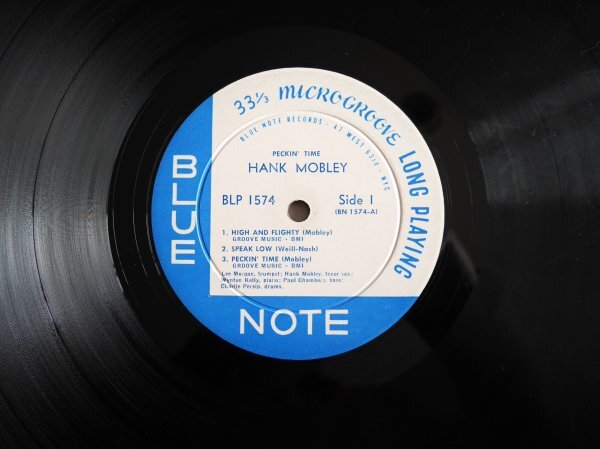 33⅓ MICROGROOVE LONG PLAYING
BLUE NOTE RECORDS · 47 WEST 63rd · NYC
PECKIN' TIME
HANK MOBLEY
BLP 1574 Side 1
(BN 1574-A)
1. HIGH AND FLIGHTY (Mobley)
GROOVE MUSIC - BMI
2. SPEAK LOW (Weill-Nash)
3. PECKIN' TIME (Mobley)
GROOVE MUSIC - BMI
Lee Morgan, trumpet; Hank Mobley, tenor sax;
Wynton Kelly, piano; Paul Chambers, bass;
Charlie Persip, drums.
BLUE
NOTE